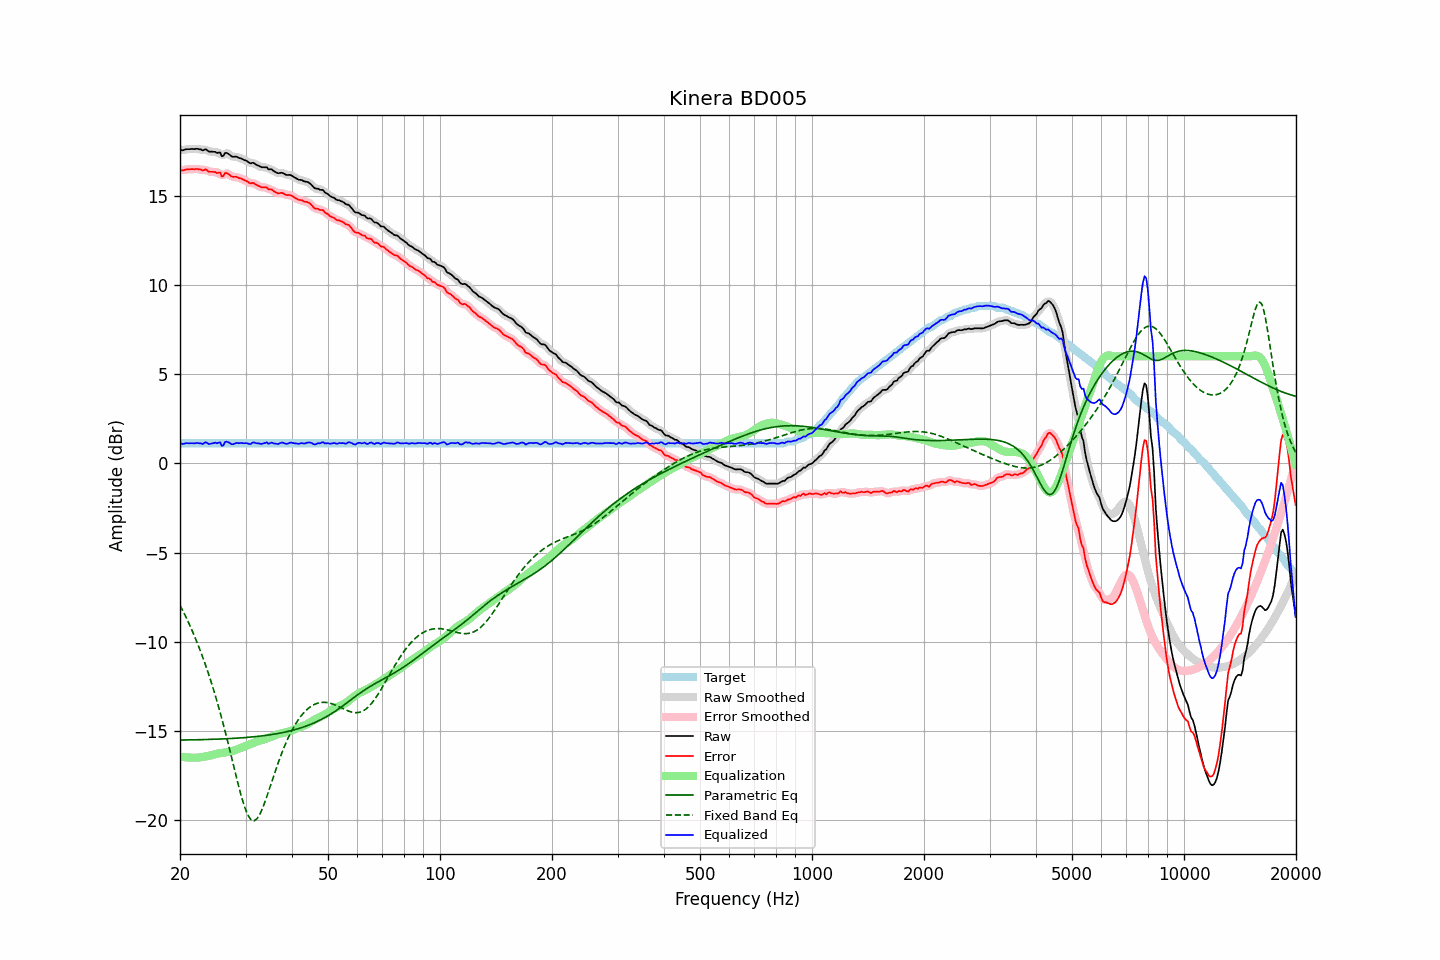 Kinera BD005
Amplitude (dBr)
15
10
5
0
−5
−10
−15
−20
Target
Raw Smoothed
Error Smoothed
Raw
Error
Equalization
Parametric Eq
Fixed Band Eq
Equalized
20 50 100 200 500 1000 2000 5000 10000 20000
Frequency (Hz)